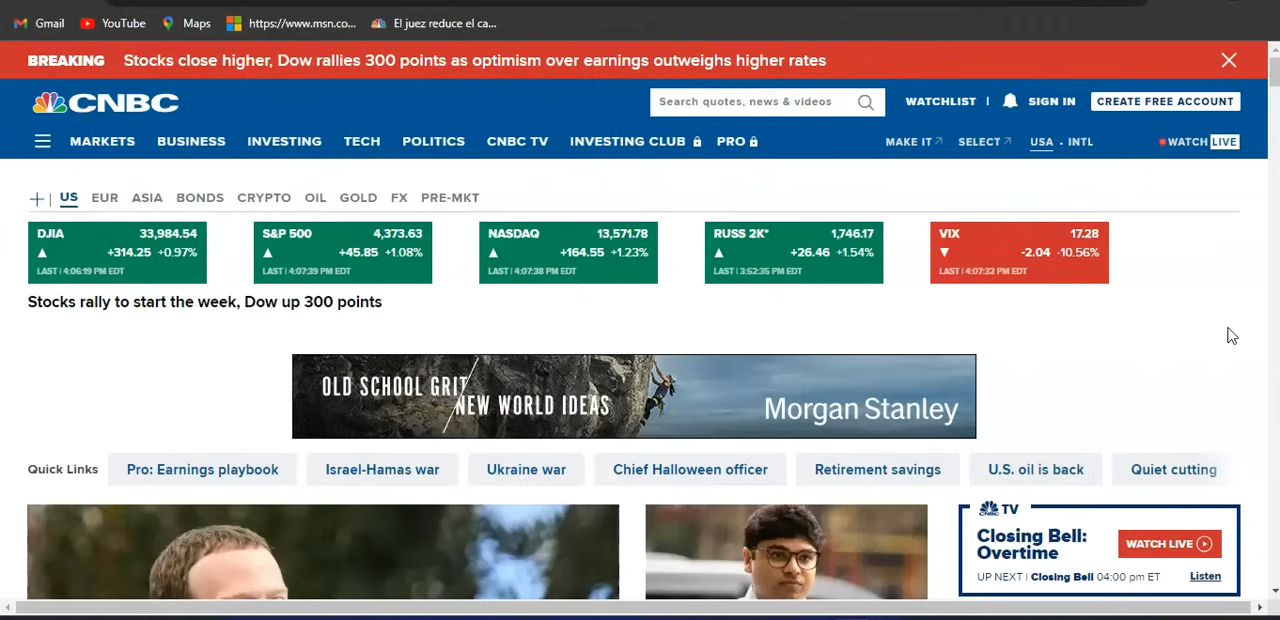 Gmail YouTube Maps https://www.msn.co... El juez reduce el ca...
BREAKING Stocks close higher, Dow rallies 300 points as optimism over earnings outweighs higher rates
CNBC Search quotes, news & videos WATCHLIST | SIGN IN CREATE FREE ACCOUNT
MARKETS BUSINESS INVESTING TECH POLITICS CNBC TV INVESTING CLUB PRO MAKE IT SELECT USA • INTL WATCH LIVE
US EUR ASIA BONDS CRYPTO OIL GOLD FX PRE-MKT
DJIA 33,984.54
+314.25 +0.97%
LAST | 4:06:19 PM EDT
S&P 500 4,373.63
+45.85 +1.08%
LAST | 4:07:39 PM EDT
NASDAQ 13,571.78
+164.55 +1.23%
LAST | 4:07:38 PM EDT
RUSS 2K* 1,746.17
+26.46 +1.54%
LAST | 3:52:35 PM EDT
VIX 17.28
-2.04 -10.56%
LAST | 4:07:32 PM EDT
Stocks rally to start the week, Dow up 300 points
OLD SCHOOL GRIT
NEW WORLD IDEAS
Morgan Stanley
Quick Links Pro: Earnings playbook Israel-Hamas war Ukraine war Chief Halloween officer Retirement savings U.S. oil is back Quiet cutting
CNBC TV
Closing Bell:
Overtime
WATCH LIVE
UP NEXT | Closing Bell 04:00 pm ET Listen